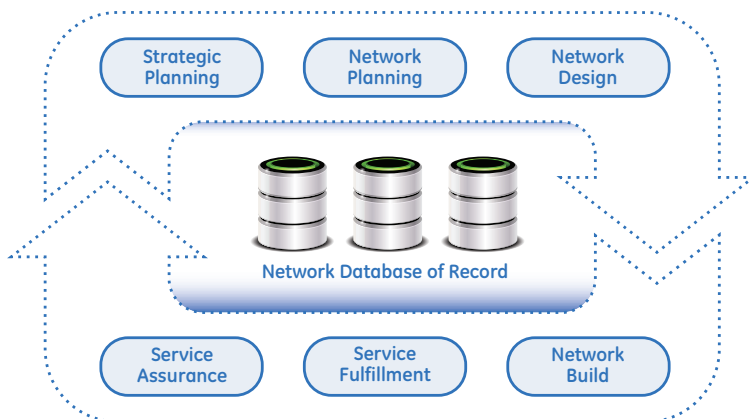 Strategic
Planning
Network
Planning
Network
Design
Network Database of Record
Service
Assurance
Service
Fulfillment
Network
Build